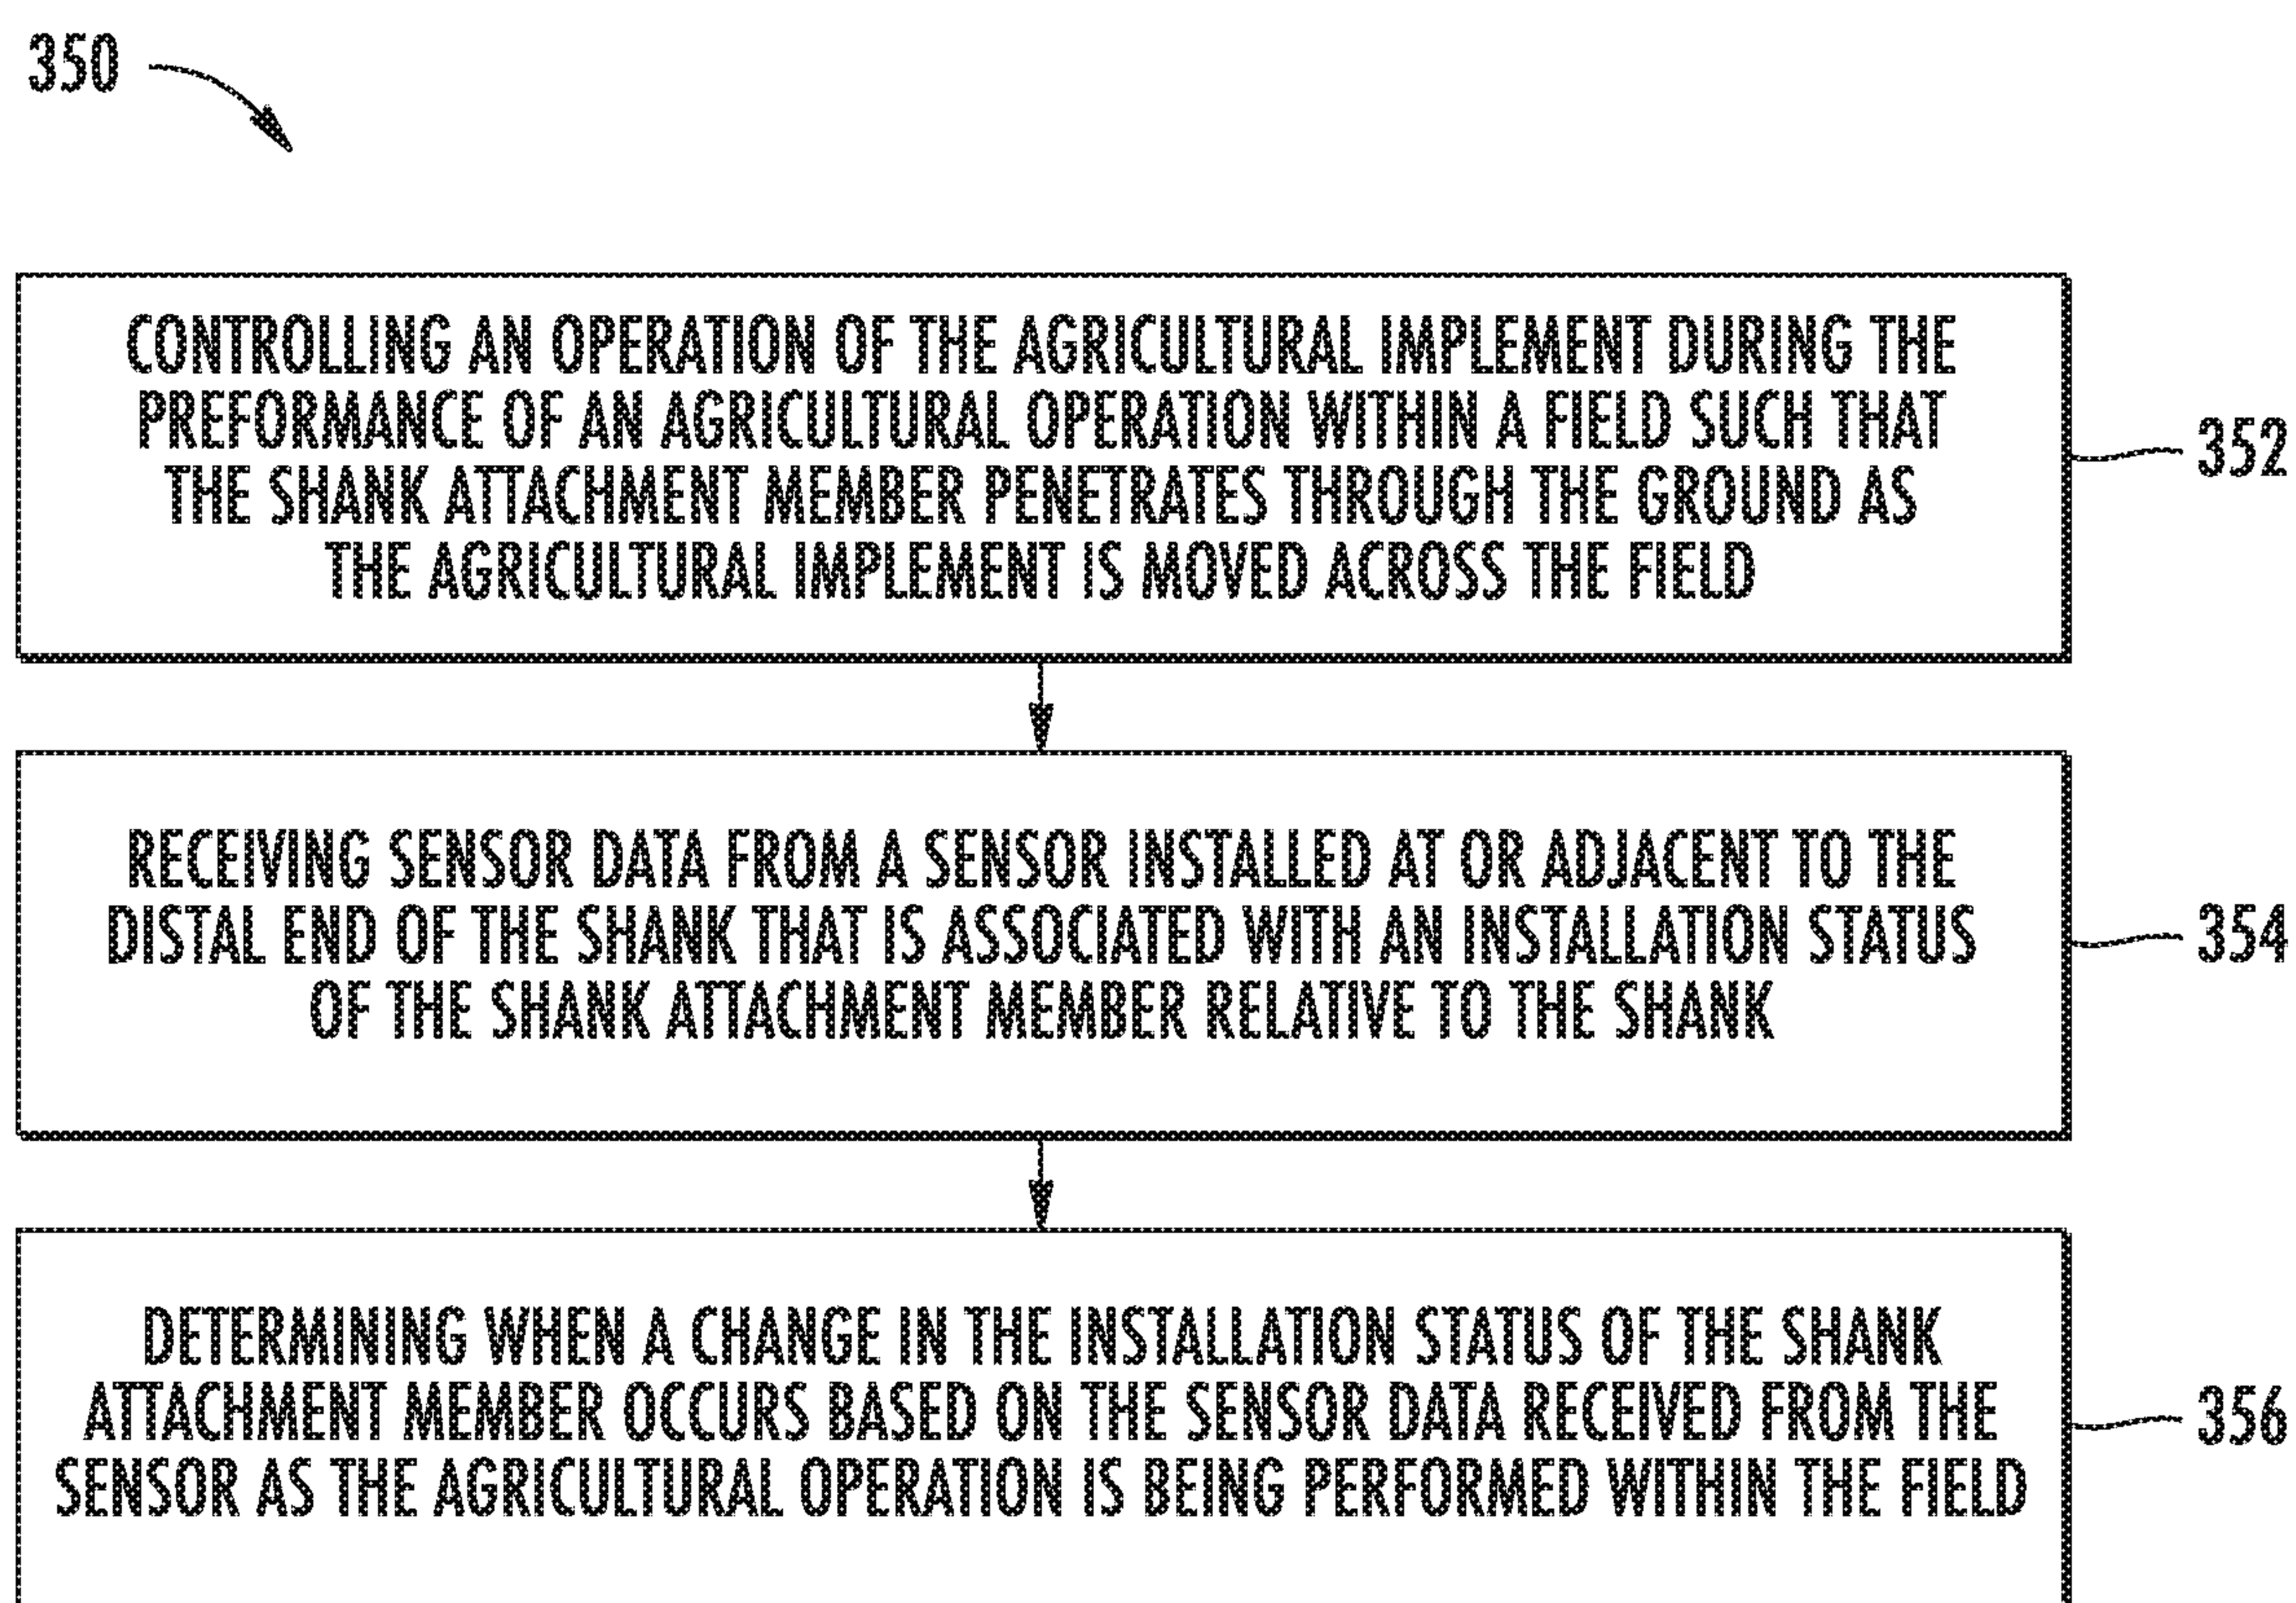 350
CONTROLLING AN OPERATION OF THE AGRICULTURAL IMPLEMENT DURING THE
PREFORMANCE OF AN AGRICULTURAL OPERATION WITHIN A FIELD SUCH THAT
THE SHANK ATTACHMENT MEMBER PENETRATES THROUGH THE GROUND AS
THE AGRICULTURAL IMPLEMENT IS MOVED ACROSS THE FIELD
352
RECEIVING SENSOR DATA FROM A SENSOR INSTALLED AT OR ADJACENT TO THE
DISTAL END OF THE SHANK THAT IS ASSOCIATED WITH AN INSTALLATION STATUS
OF THE SHANK ATTACHMENT MEMBER RELATIVE TO THE SHANK
354
DETERMINING WHEN A CHANGE IN THE INSTALLATION STATUS OF THE SHANK
ATTACHMENT MEMBER OCCURS BASED ON THE SENSOR DATA RECEIVED FROM THE
SENSOR AS THE AGRICULTURAL OPERATION IS BEING PERFORMED WITHIN THE FIELD
356